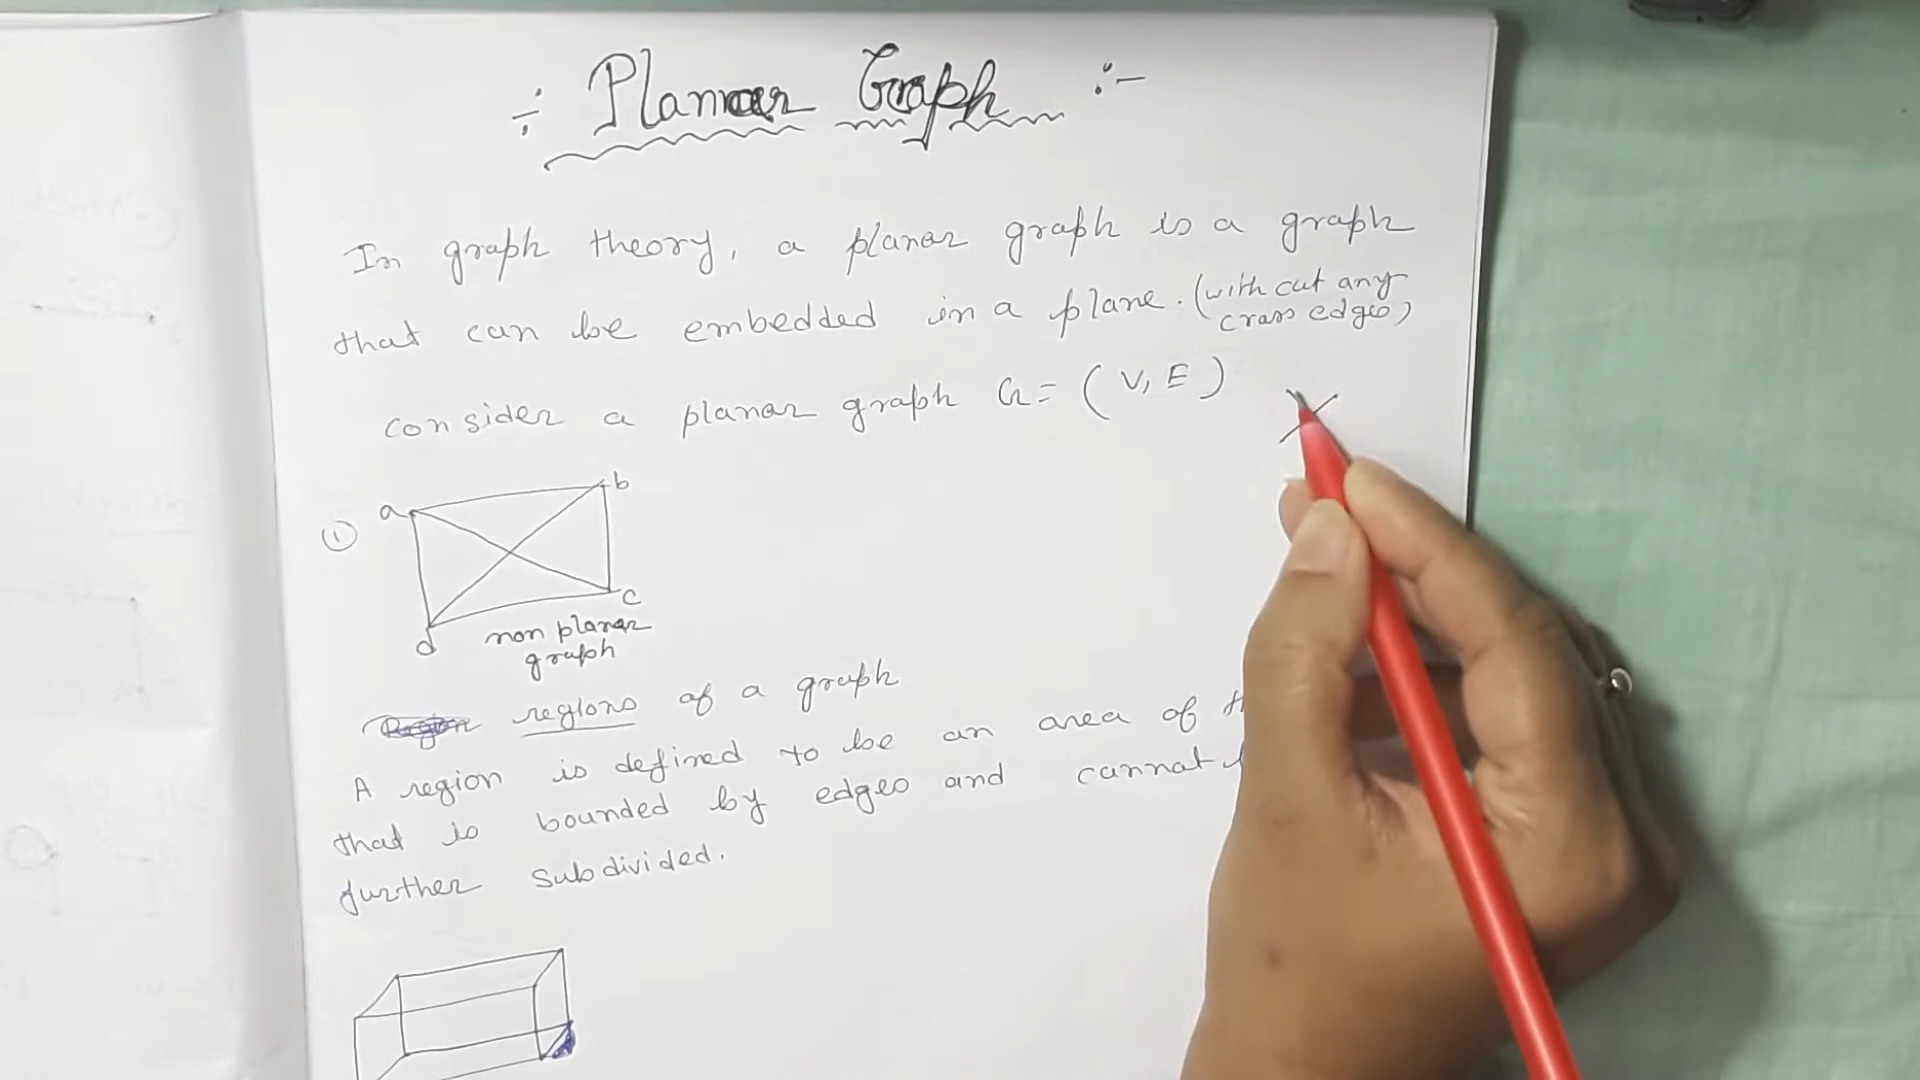 ÷ Planar Graph :-
In graph theory, a planar graph is a graph
that can be embedded in a plane. (with out any
cross edges)
consider a planar graph G = (V, E)
① a b
c
d
non planar
graph
regions of a graph
A region is defined to be an area of
that is bounded by edges and cannot
further subdivided.